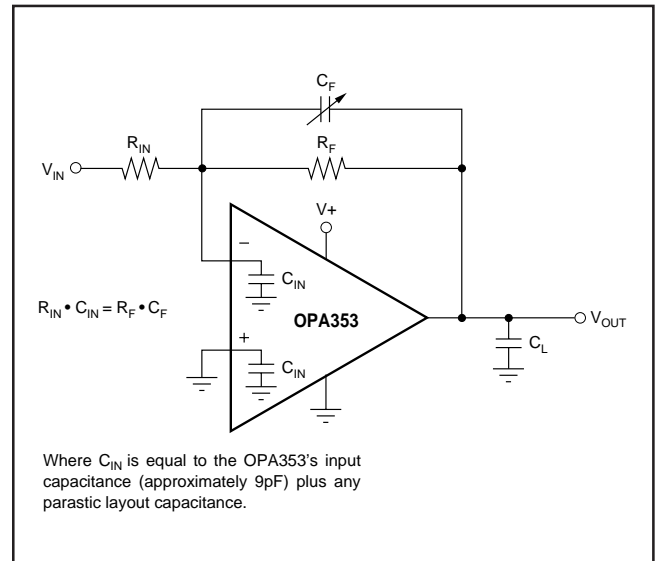 C_F
R_IN
V_IN
R_F
V+
–
C_IN
R_IN • C_IN = R_F • C_F
OPA353
V_OUT
+
C_IN
C_L
Where C_IN is equal to the OPA353's input
capacitance (approximately 9pF) plus any
parastic layout capacitance.